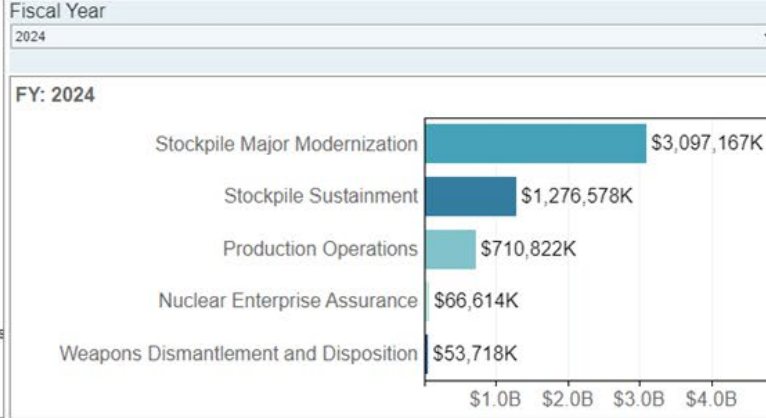 Fiscal Year
2024
FY: 2024
Stockpile Major Modernization $3,097,167K
Stockpile Sustainment $1,276,578K
Production Operations $710,822K
Nuclear Enterprise Assurance $66,614K
Weapons Dismantlement and Disposition $53,718K
$1.0B $2.0B $3.0B $4.0B